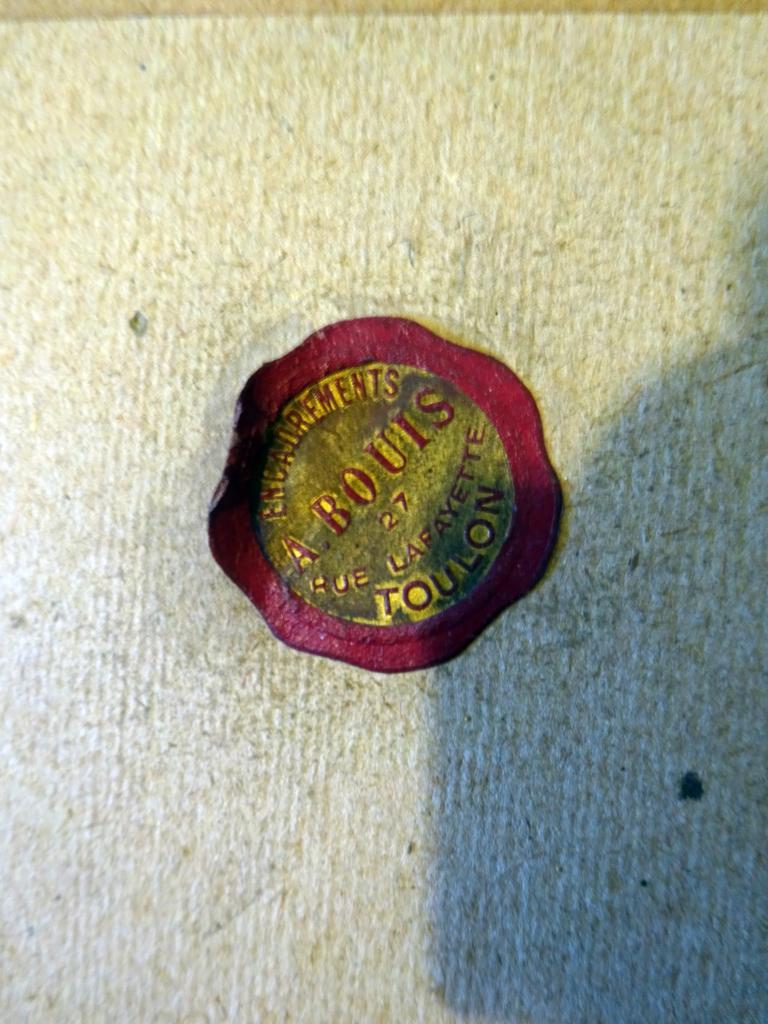 ENCADREMENTS
A. BOUIS
27
RUE LAFAYETTE
TOULON